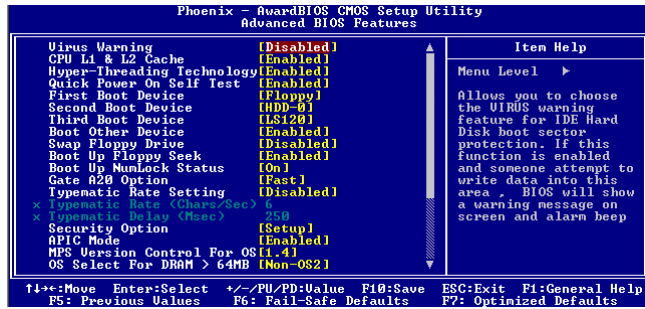 Phoenix - AwardBIOS CMOS Setup Utility
Advanced BIOS Features
Virus Warning [Disabled]
CPU L1 & L2 Cache [Enabled]
Hyper-Threading Technology[Enabled]
Quick Power On Self Test [Enabled]
First Boot Device [Floppy]
Second Boot Device [HDD-0]
Third Boot Device [LS120]
Boot Other Device [Enabled]
Swap Floppy Drive [Disabled]
Boot Up Floppy Seek [Enabled]
Boot Up NumLock Status [On]
Gate A20 Option [Fast]
Typematic Rate Setting [Disabled]
x Typematic Rate (Chars/Sec) 6
x Typematic Delay (Msec) 250
Security Option [Setup]
APIC Mode [Enabled]
MPS Version Control For OS[1.4]
OS Select For DRAM > 64MB [Non-OS2]
Item Help
Menu Level ►
Allows you to choose
the VIRUS warning
feature for IDE Hard
Disk boot sector
protection. If this
function is enabled
and someone attempt to
write data into this
area , BIOS will show
a warning message on
screen and alarm beep
↑↓→←:Move Enter:Select +/-/PU/PD:Value F10:Save ESC:Exit F1:General Help
F5: Previous Values F6: Fail-Safe Defaults F7: Optimized Defaults